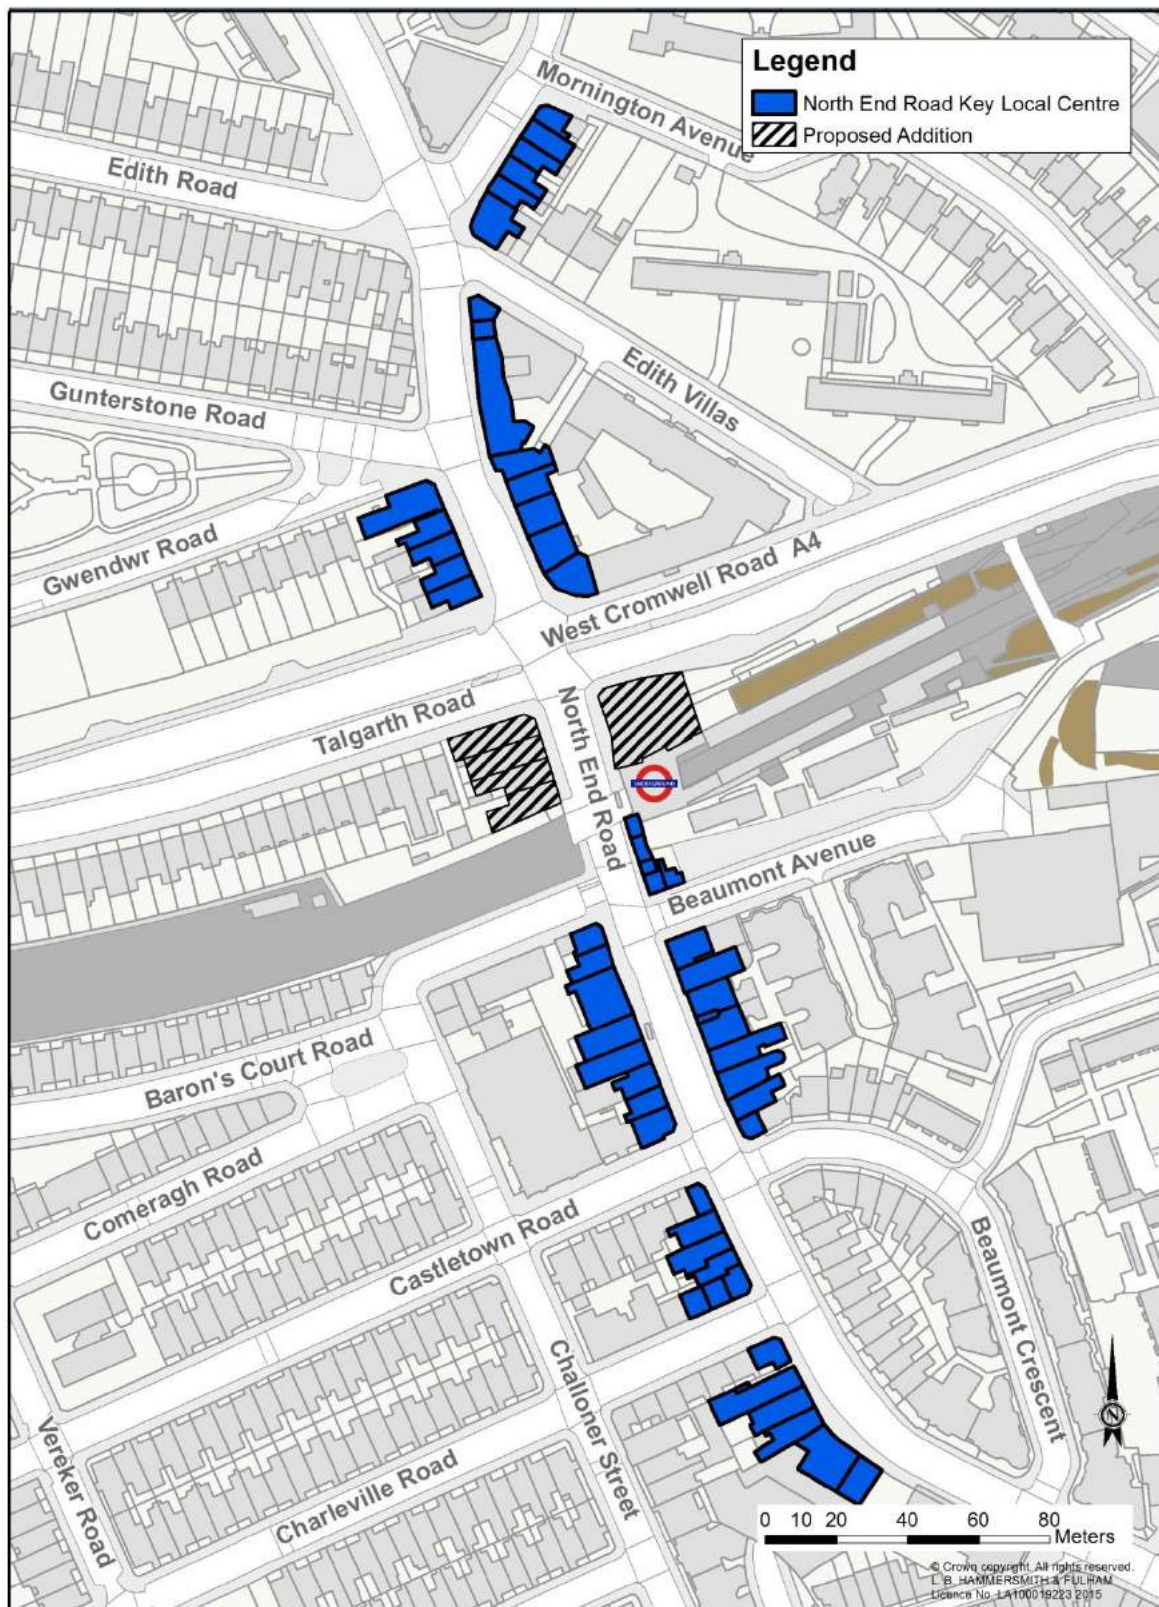 Legend
North End Road Key Local Centre
Proposed Addition
Mornington Avenue
Edith Road
Edith Villas
Gunterstone Road
Gwendwr Road
West Cromwell Road A4
Talgarth Road
North End Road
UNDERGROUND
Beaumont Avenue
Baron's Court Road
Comeragh Road
Castletown Road
Beaumont Crescent
Challoner Street
Vereker Road
Charleville Road
N
0 10 20 40 60 80
Meters
© Crown copyright. All rights reserved.
L. B. HAMMERSMITH & FULHAM
Licence No. LA100019223 2015